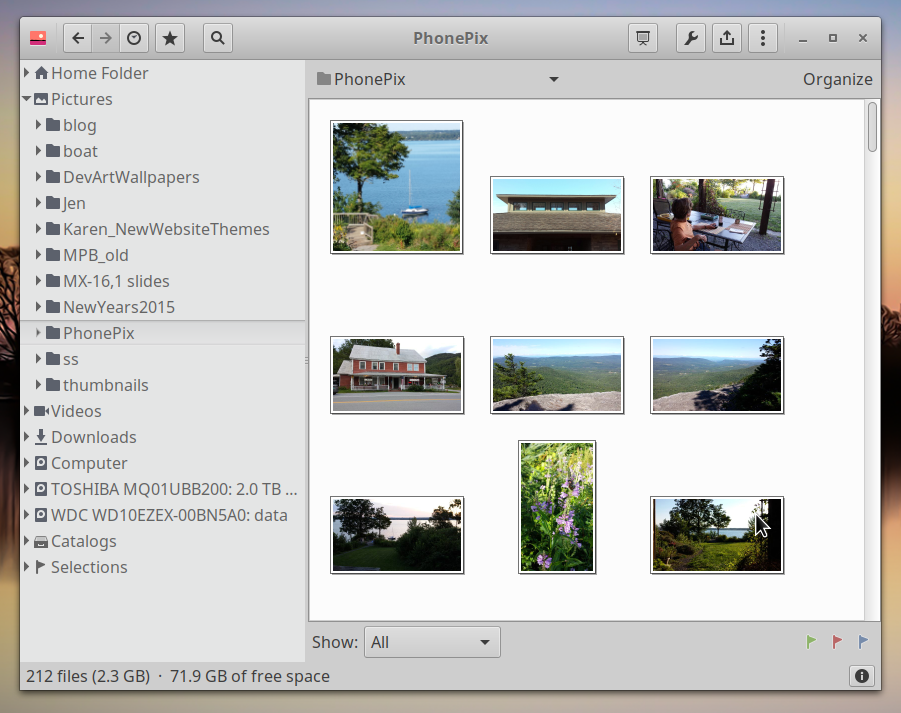 PhonePix
Home Folder
Pictures
blog
boat
DevArtWallpapers
Jen
Karen_NewWebsiteThemes
MPB_old
MX-16,1 slides
NewYears2015
PhonePix
ss
thumbnails
Videos
Downloads
Computer
TOSHIBA MQ01UBB200: 2.0 TB ...
WDC WD10EZEX-00BN5A0: data
Catalogs
Selections
PhonePix
Organize
Show: All
212 files (2.3 GB) · 71.9 GB of free space